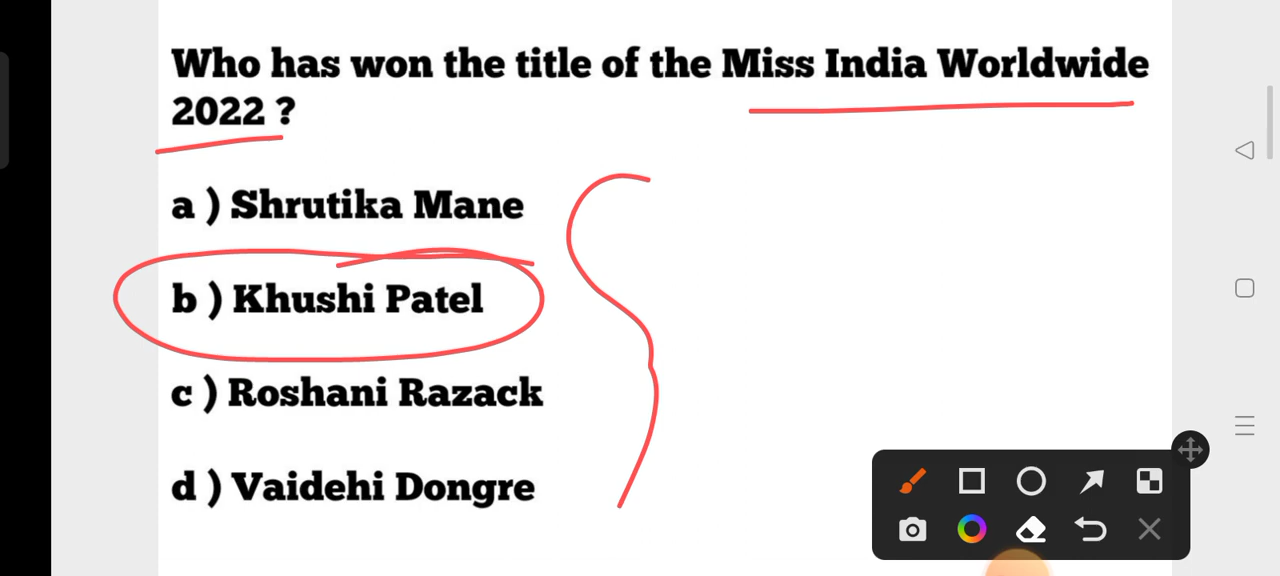 Who has won the title of the Miss India Worldwide
2022 ?
a ) Shrutika Mane
b ) Khushi Patel
c ) Roshani Razack
d ) Vaidehi Dongre